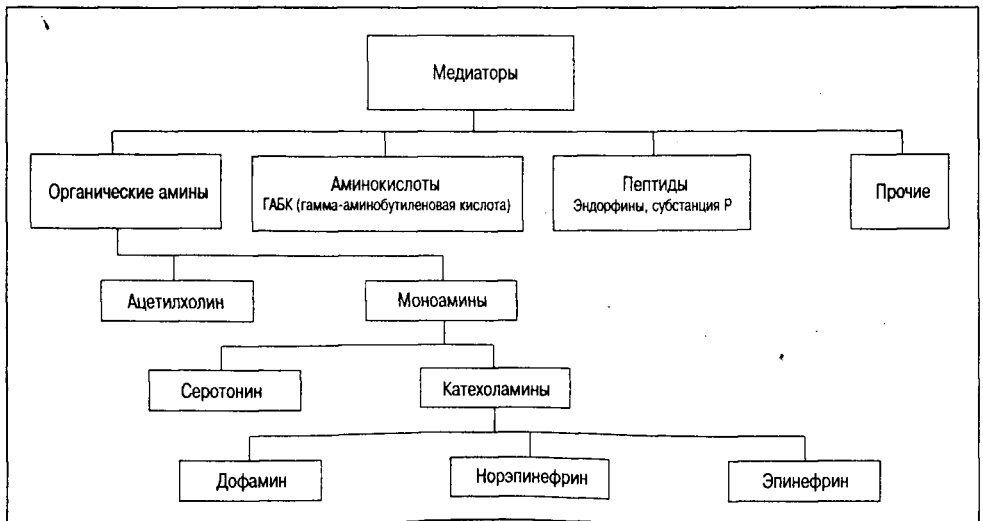 Медиаторы
Органические амины
Аминокислоты
ГАБК (гамма-аминобутиленовая кислота)
Пептиды
Эндорфины, субстанция Р
Прочие
Ацетилхолин
Моноамины
Серотонин
Катехоламины
Дофамин
Норэпинефрин
Эпинефрин